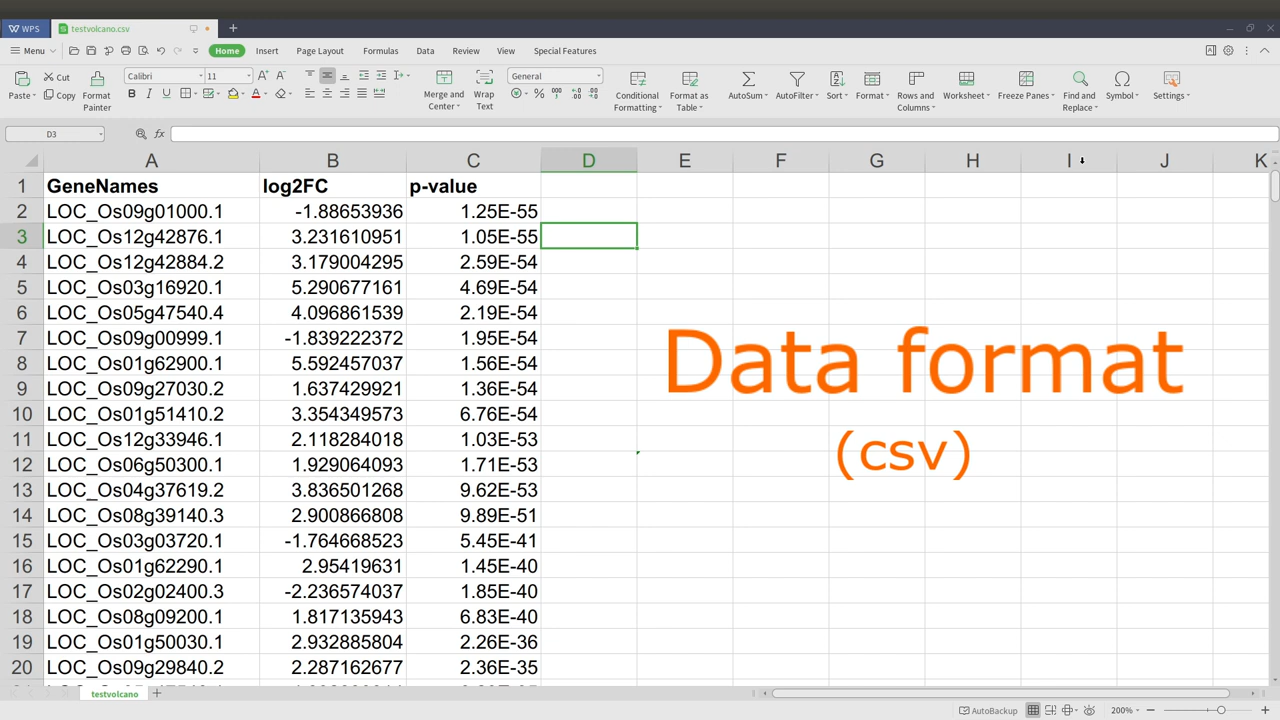 WPS testvolcano.csv
Menu Home Insert Page Layout Formulas Data Review View Special Features
Paste Cut Copy Format Painter Calibri 11 B I U A Merge and Center Wrap Text General Conditional Formatting Format as Table AutoSum AutoFilter Sort Format Rows and Columns Worksheet Freeze Panes Find and Replace Symbol Settings
D3 fx
A B C D E F G H I J K
1 GeneNames log2FC p-value
2 LOC_Os09g01000.1 -1.88653936 1.25E-55
3 LOC_Os12g42876.1 3.231610951 1.05E-55
4 LOC_Os12g42884.2 3.179004295 2.59E-54
5 LOC_Os03g16920.1 5.290677161 4.69E-54
6 LOC_Os05g47540.4 4.096861539 2.19E-54
7 LOC_Os09g00999.1 -1.839222372 1.95E-54
8 LOC_Os01g62900.1 5.592457037 1.56E-54
9 LOC_Os09g27030.2 1.637429921 1.36E-54
10 LOC_Os01g51410.2 3.354349573 6.76E-54
11 LOC_Os12g33946.1 2.118284018 1.03E-53
12 LOC_Os06g50300.1 1.929064093 1.71E-53
13 LOC_Os04g37619.2 3.836501268 9.62E-53
14 LOC_Os08g39140.3 2.900866808 9.89E-51
15 LOC_Os03g03720.1 -1.764668523 5.45E-41
16 LOC_Os01g62290.1 2.95419631 1.45E-40
17 LOC_Os02g02400.3 -2.236574037 1.85E-40
18 LOC_Os08g09200.1 1.817135943 6.83E-40
19 LOC_Os01g50030.1 2.932885804 2.26E-36
20 LOC_Os09g29840.2 2.287162677 2.36E-35
Data format
(csv)
testvolcano
AutoBackup 200%